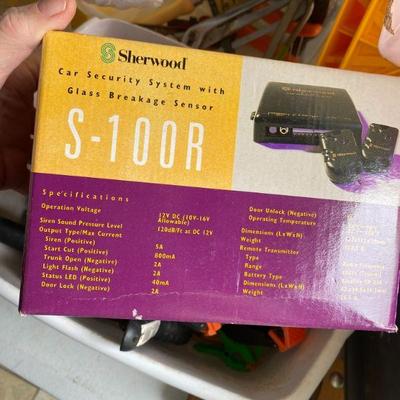 Sherwood
Car Security System with
Glass Breakage Sensor
S-100R
Specifications
Operation Voltage 12V DC (10V-16V
Allowable)
Siren Sound Pressure Level 120dB/Ft at DC 12V
Output Type/Max Current
Siren (Positive) 5A
Start Cut (Positive) 800mA
Trunk Open (Negative) 2A
Light Flash (Negative) 2A
Status LED (Positive) 40mA
Door Lock (Negative) 2A
Door Unlock (Negative)
Operating Temperature
Dimensions (LxWxH)
Weight
Remote Transmitter
Type
Range
Battery Type
Dimensions (LxWxH)
Weight